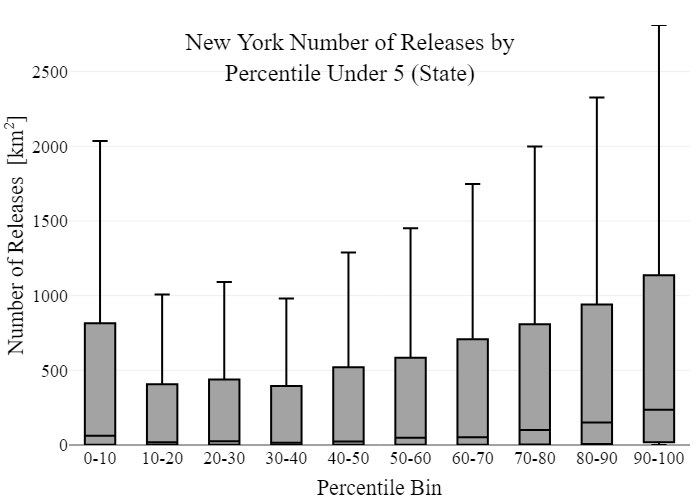 New York Number of Releases by
Percentile Under 5 (State)
Number of Releases [km²]
2500
2000
1500
1000
500
0
0-10 10-20 20-30 30-40 40-50 50-60 60-70 70-80 80-90 90-100
Percentile Bin